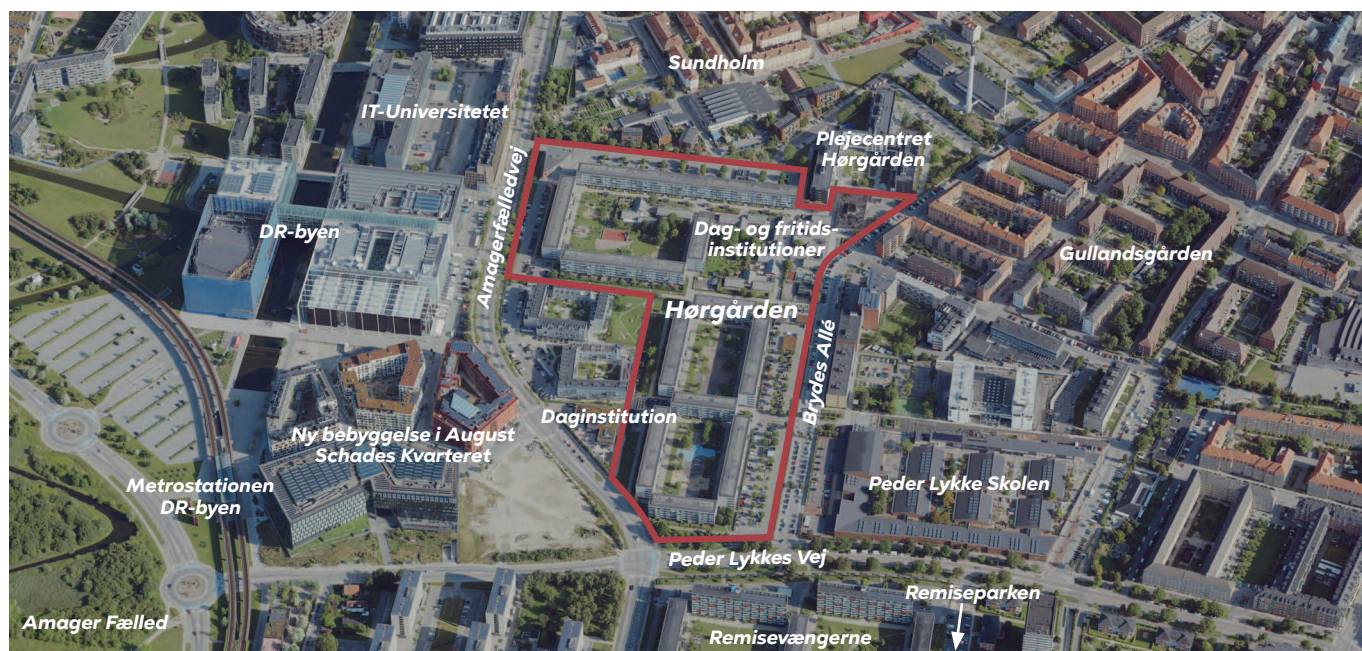 Sundholm
IT-Universitetet
Plejecentret
Hørgården
Amagerfælledvej
DR-byen
Dag- og fritids-
institutioner
Gullandsgården
Hørgården
Brydes Allé
Daginstitution
Ny bebyggelse i August
Schades Kvarteret
Metrostationen
DR-byen
Peder Lykke Skolen
Peder Lykkes Vej
Remiseparken
Amager Fælled
Remisevængerne